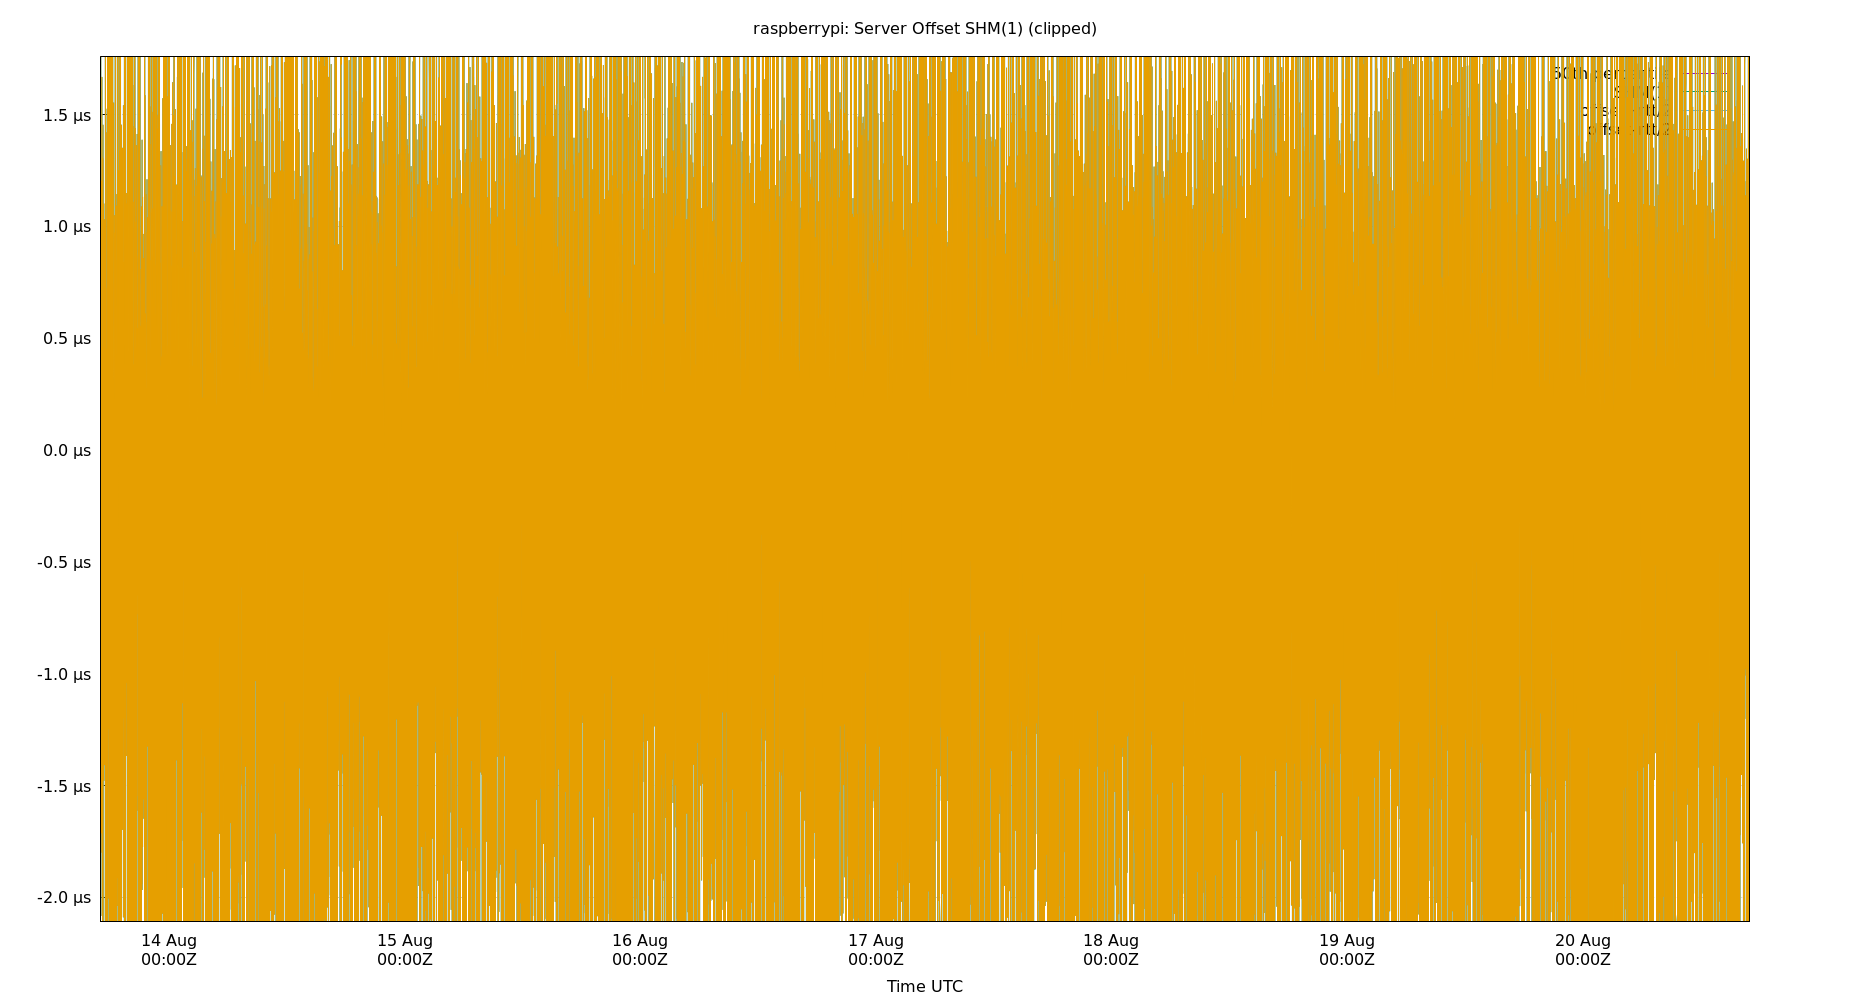 raspberrypi: Server Offset SHM(1) (clipped)
1.5 µs
1.0 µs
0.5 µs
0.0 µs
-0.5 µs
-1.0 µs
-1.5 µs
-2.0 µs
14 Aug 15 Aug 16 Aug 17 Aug 18 Aug 19 Aug 20 Aug
00:00Z 00:00Z 00:00Z 00:00Z 00:00Z 00:00Z 00:00Z
Time UTC